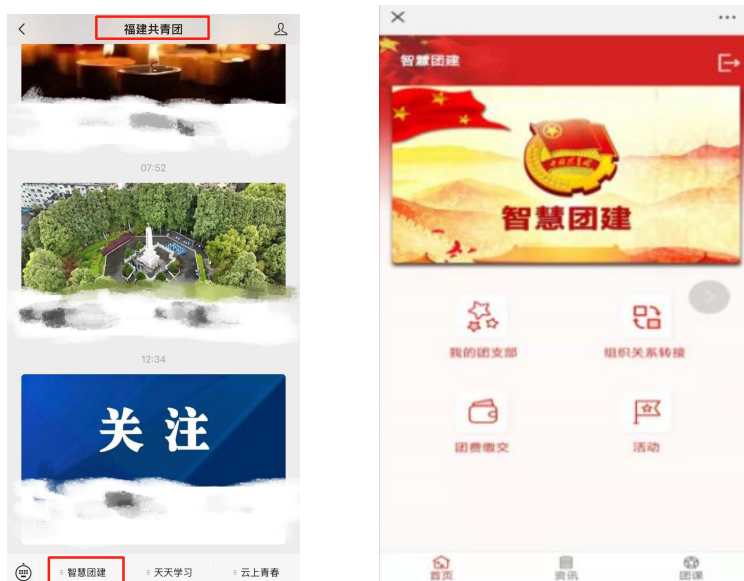 福建共青团
07:52
12:34
关注
智慧团建
天天学习
云上青春
智慧团建
智慧团建
我的团支部
组织关系转接
团费缴交
活动
首页
资讯
团课